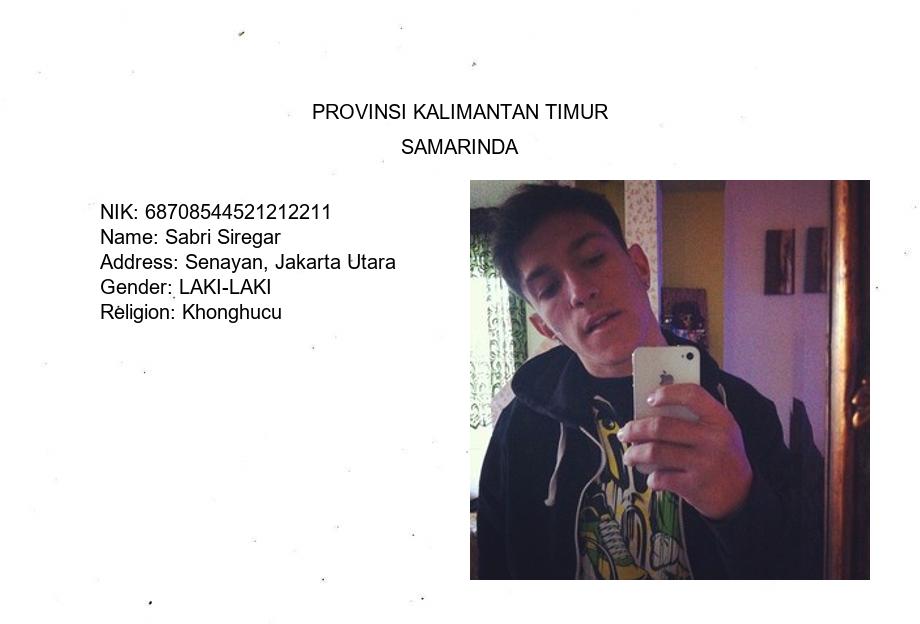 PROVINSI KALIMANTAN TIMUR
SAMARINDA
NIK: 68708544521212211
Name: Sabri Siregar
Address: Senayan, Jakarta Utara
Gender: LAKI-LAKI
Religion: Khonghucu